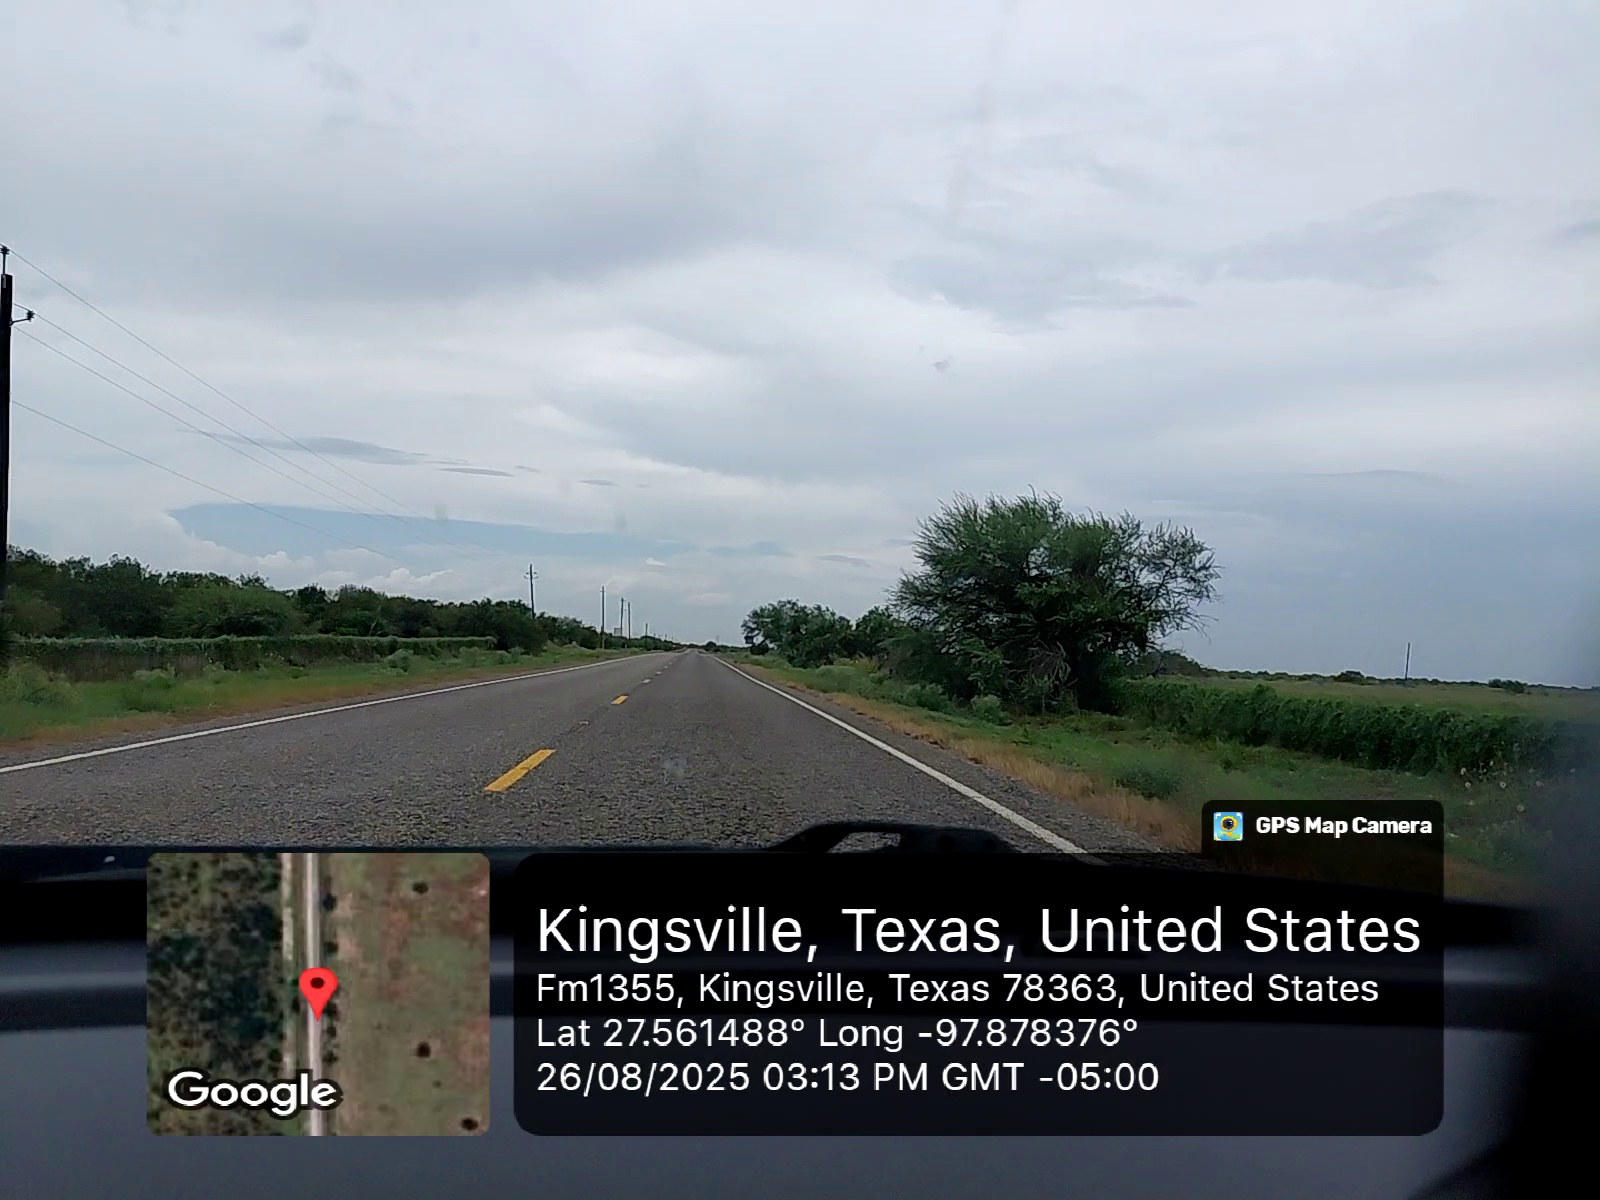 GPS Map Camera
Kingsville, Texas, United States
Fm1355, Kingsville, Texas 78363, United States
Lat 27.561488° Long -97.878376°
26/08/2025 03:13 PM GMT -05:00
Google